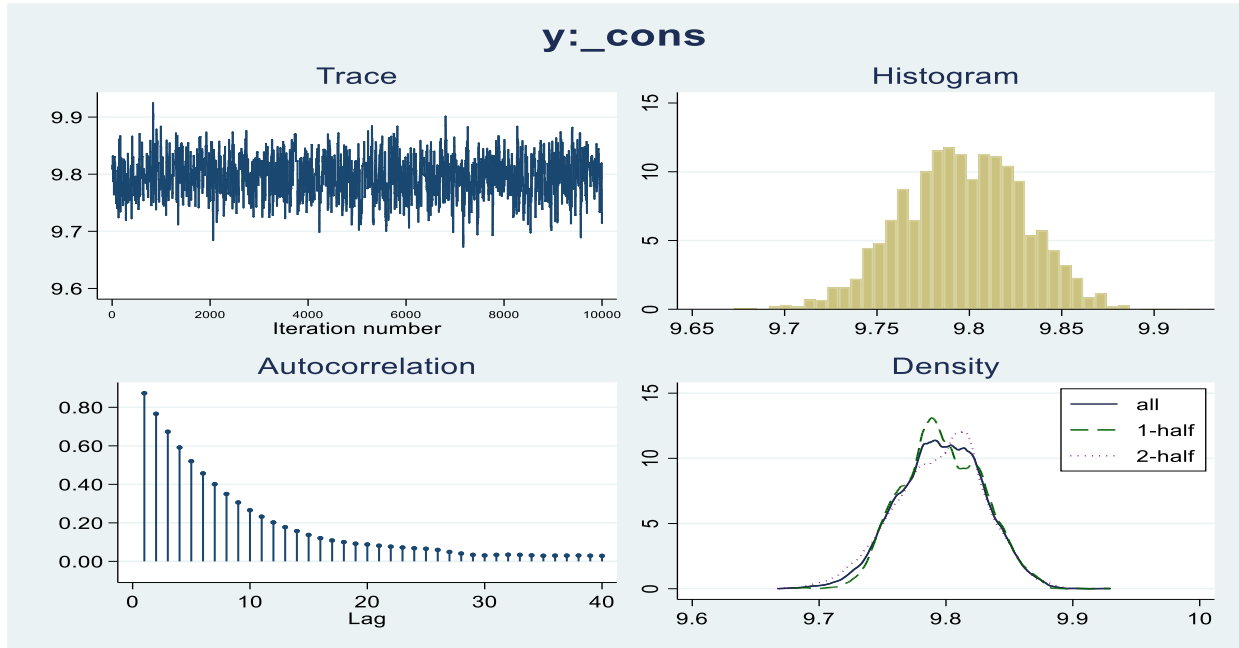 y:_cons
Trace
9.9
9.8
9.7
9.6
0 2000 4000 6000 8000 10000
Iteration number
Histogram
15
10
5
0
9.65 9.7 9.75 9.8 9.85 9.9
Autocorrelation
0.80
0.60
0.40
0.20
0.00
0 10 20 30 40
Lag
Density
15
10
5
0
all
1-half
2-half
9.6 9.7 9.8 9.9 10